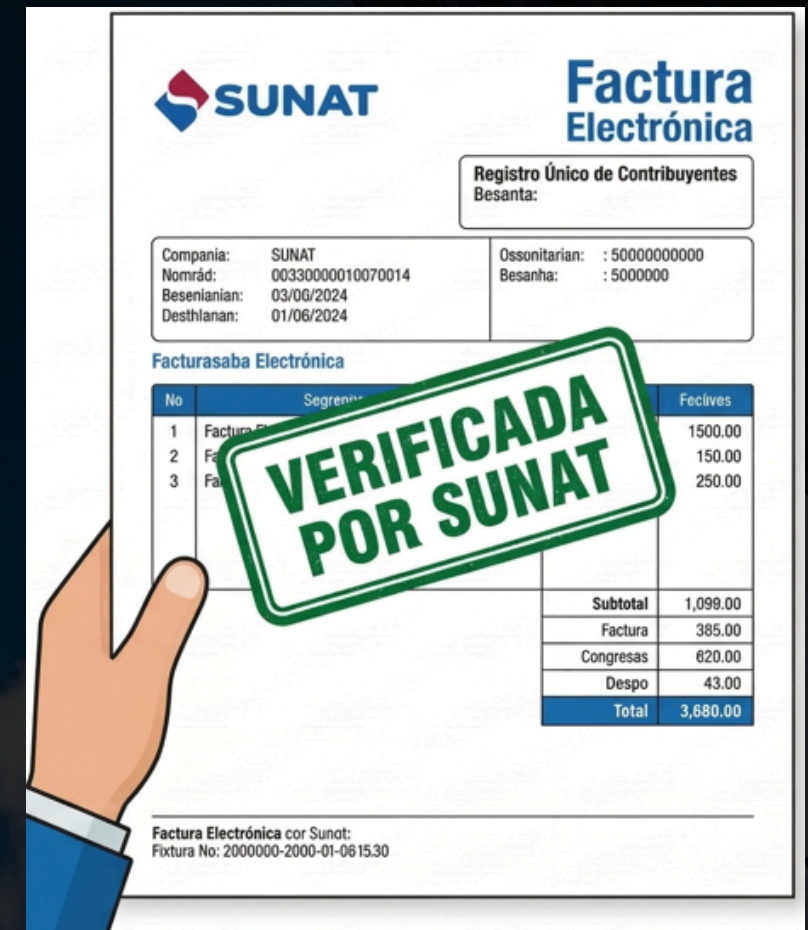 SUNAT
Factura
Electrónica
Registro Único de Contribuyentes
Besanta:
Compania: SUNAT
Nomrád: 00330000010070014
Besenianian: 03/06/2024
Desthlanan: 01/06/2024
Ossonitarian: : 50000000000
Besanha: : 5000000
Facturasaba Electrónica
No Fecíives
1 Factura 1500.00
2 150.00
3 250.00
VERIFICADA
POR SUNAT
Subtotal 1,099.00
Factura 385.00
Congresas 620.00
Despo 43.00
Total 3,680.00
Factura Electrónica cor Sunat:
Fixtura No: 2000000-2000-01-0615.30